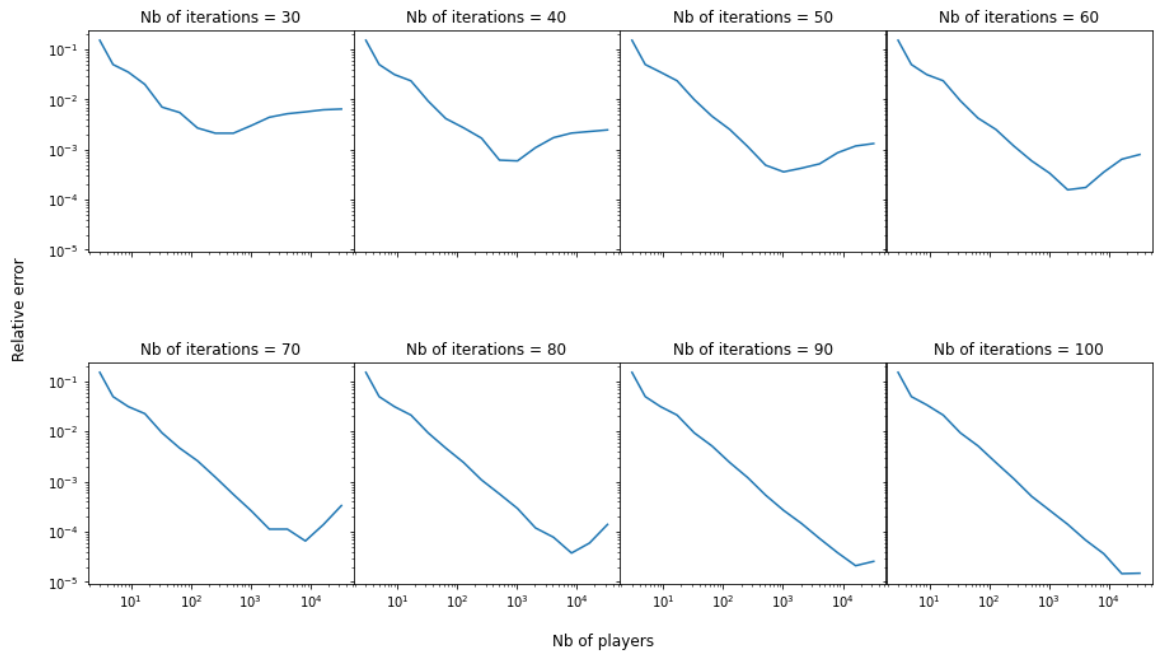 Nb of iterations = 30
Nb of iterations = 40
Nb of iterations = 50
Nb of iterations = 60
10⁻¹
10⁻²
10⁻³
10⁻⁴
10⁻⁵
Relative error
Nb of iterations = 70
Nb of iterations = 80
Nb of iterations = 90
Nb of iterations = 100
10⁻¹
10⁻²
10⁻³
10⁻⁴
10⁻⁵
10¹ 10² 10³ 10⁴
10¹ 10² 10³ 10⁴
10¹ 10² 10³ 10⁴
10¹ 10² 10³ 10⁴
Nb of players